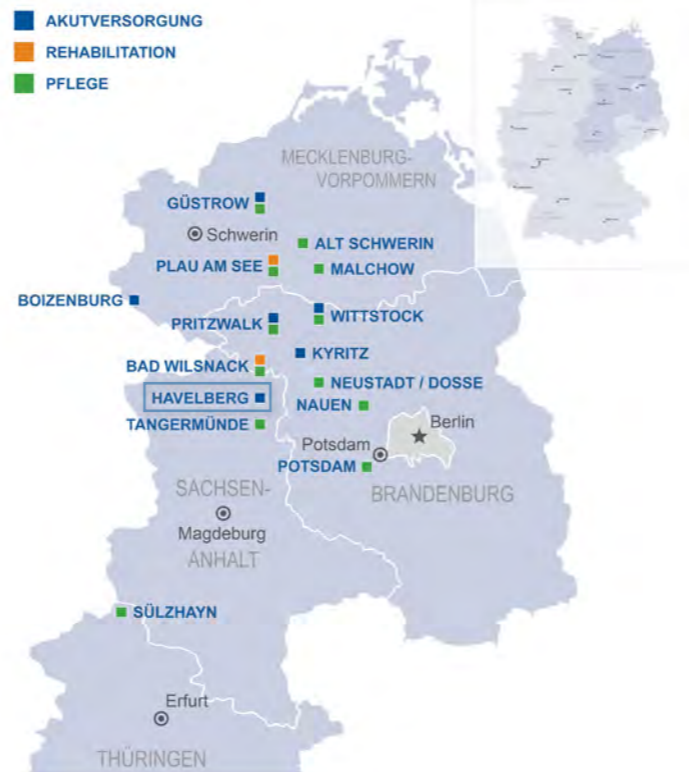 AKUTVERSORGUNG
REHABILITATION
PFLEGE
MECKLENBURG-
VORPOMMERN
GÜSTROW
Schwerin
ALT SCHWERIN
PLAU AM SEE
MALCHOW
BOIZENBURG
PRITZWALK
WITTSTOCK
KYRITZ
BAD WILSNACK
NEUSTADT / DOSSE
HAVELBERG
NAUEN
TANGERMÜNDE
Berlin
Potsdam
POTSDAM
BRANDENBURG
SACHSEN-
Magdeburg
ANHALT
SÜLZHAYN
Erfurt
THÜRINGEN